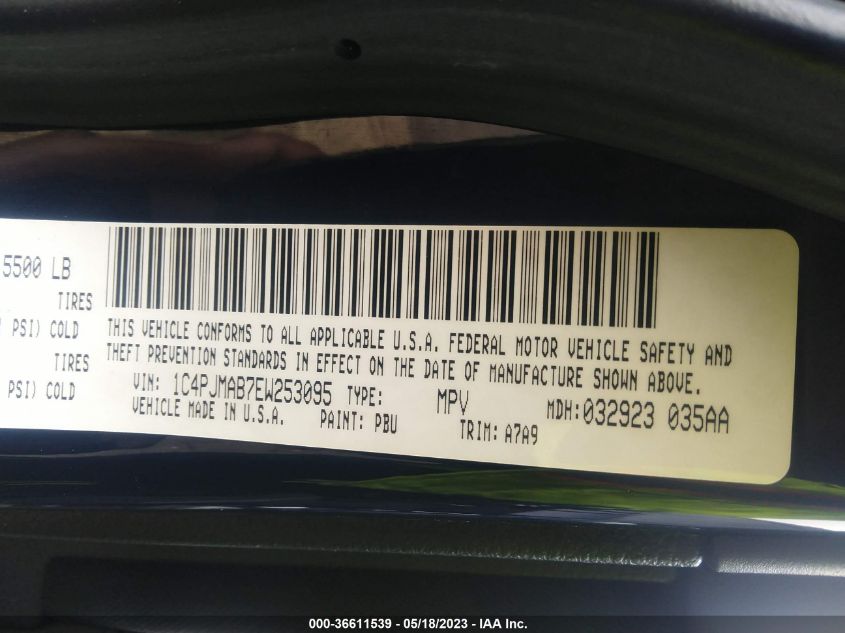 5500 LB
TIRES
PSI) COLD
TIRES
PSI) COLD
THIS VEHICLE CONFORMS TO ALL APPLICABLE U.S.A. FEDERAL MOTOR VEHICLE SAFETY AND
THEFT PREVENTION STANDARDS IN EFFECT ON THE DATE OF MANUFACTURE SHOWN ABOVE.
VIN: 1C4PJMAB7EW253095 TYPE: MPV MDH:032923 035AA
VEHICLE MADE IN U.S.A. PAINT: PBU TRIM: A7A9
000-36611539 - 05/18/2023 - IAA Inc.